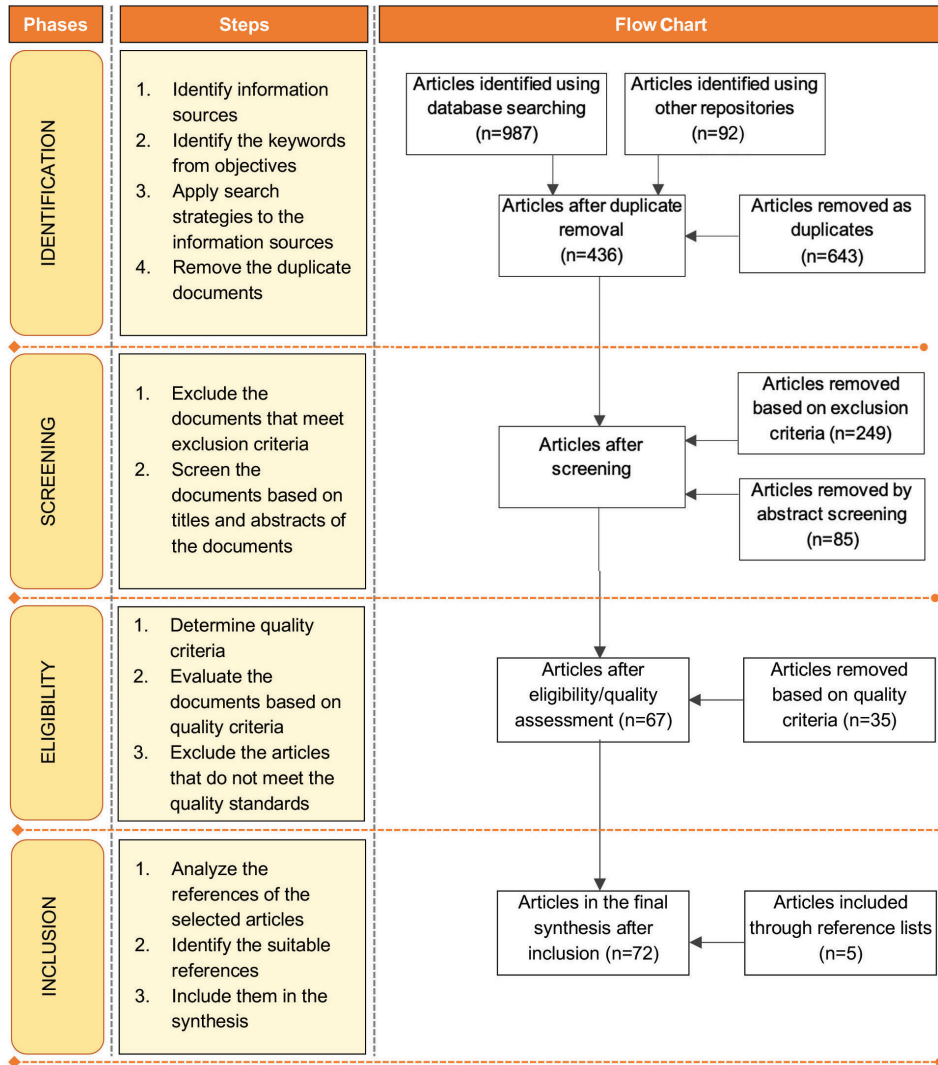 Phases
Steps
Flow Chart
IDENTIFICATION
1. Identify information
sources
2. Identify the keywords
from objectives
3. Apply search
strategies to the
information sources
4. Remove the duplicate
documents
Articles identified using
database searching
(n=987)
Articles identified using
other repositories
(n=92)
Articles after duplicate
removal
(n=436)
Articles removed as
duplicates
(n=643)
SCREENING
1. Exclude the
documents that meet
exclusion criteria
2. Screen the
documents based on
titles and abstracts of
the documents
Articles after
screening
Articles removed
based on exclusion
criteria (n=249)
Articles removed by
abstract screening
(n=85)
ELIGIBILITY
1. Determine quality
criteria
2. Evaluate the
documents based on
quality criteria
3. Exclude the articles
that do not meet the
quality standards
Articles after
eligibility/quality
assessment (n=67)
Articles removed
based on quality
criteria (n=35)
INCLUSION
1. Analyze the
references of the
selected articles
2. Identify the suitable
references
3. Include them in the
synthesis
Articles in the final
synthesis after
inclusion (n=72)
Articles included
through reference lists
(n=5)